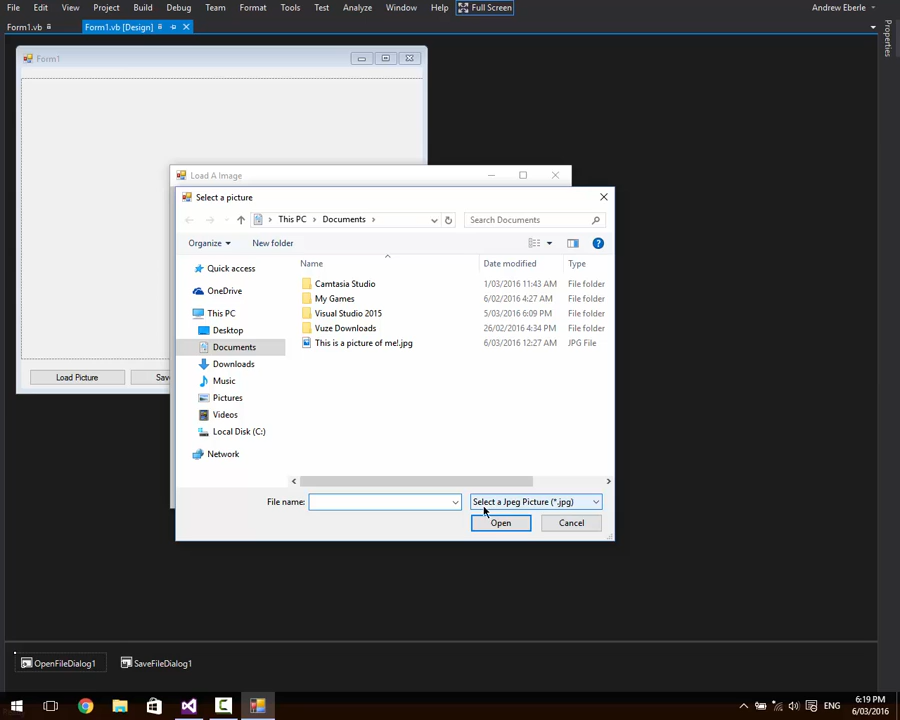 File Edit View Project Build Debug Team Format Tools Test Analyze Window Help Full Screen Andrew Eberle
Form1.vb Form1.vb [Design] Properties
Form1
Load A Image
Select a picture
This PC Documents Search Documents
Organize New folder
Name Date modified Type
Quick access
OneDrive
This PC
Desktop
Documents
Downloads
Music
Pictures
Videos
Local Disk (C:)
Network
Camtasia Studio 1/03/2016 11:43 AM File folder
My Games 6/02/2016 4:27 AM File folder
Visual Studio 2015 5/03/2016 6:09 PM File folder
Vuze Downloads 26/02/2016 4:34 PM File folder
This is a picture of me!.jpg 6/03/2016 12:27 AM JPG File
Load Picture Sav
File name: Select a Jpeg Picture (*.jpg)
Open Cancel
OpenFileDialog1 SaveFileDialog1
ENG 6:19 PM
6/03/2016